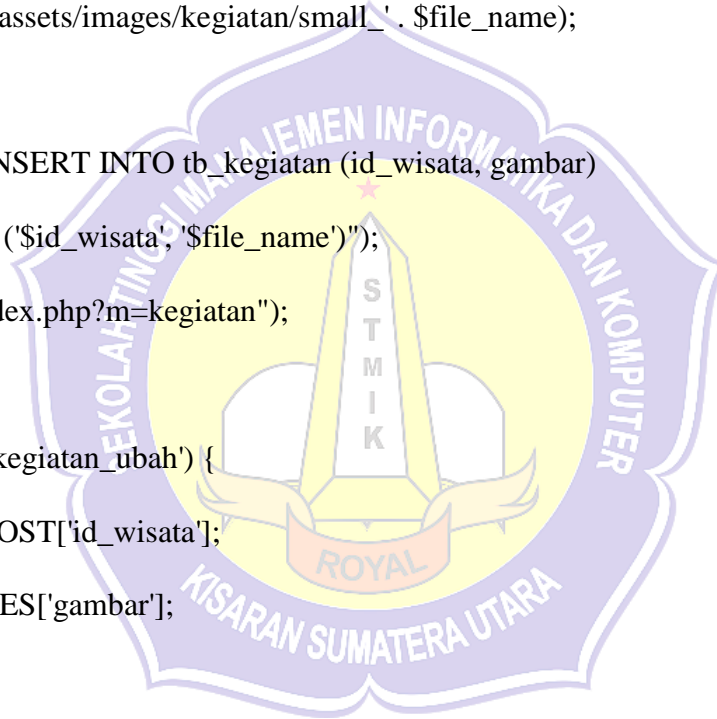 assets/images/kegiatan/small_' . $file_name);
NSERT INTO tb_kegiatan (id_wisata, gambar)
('$id_wisata', '$file_name')");
dex.php?m=kegiatan");
kegiatan_ubah') {
OST['id_wisata'];
ES['gambar'];
SEKOLAH TINGGI MANAJEMEN INFORMATIKA DAN KOMPUTER
STMIK
ROYAL
KISARAN SUMATERA UTARA